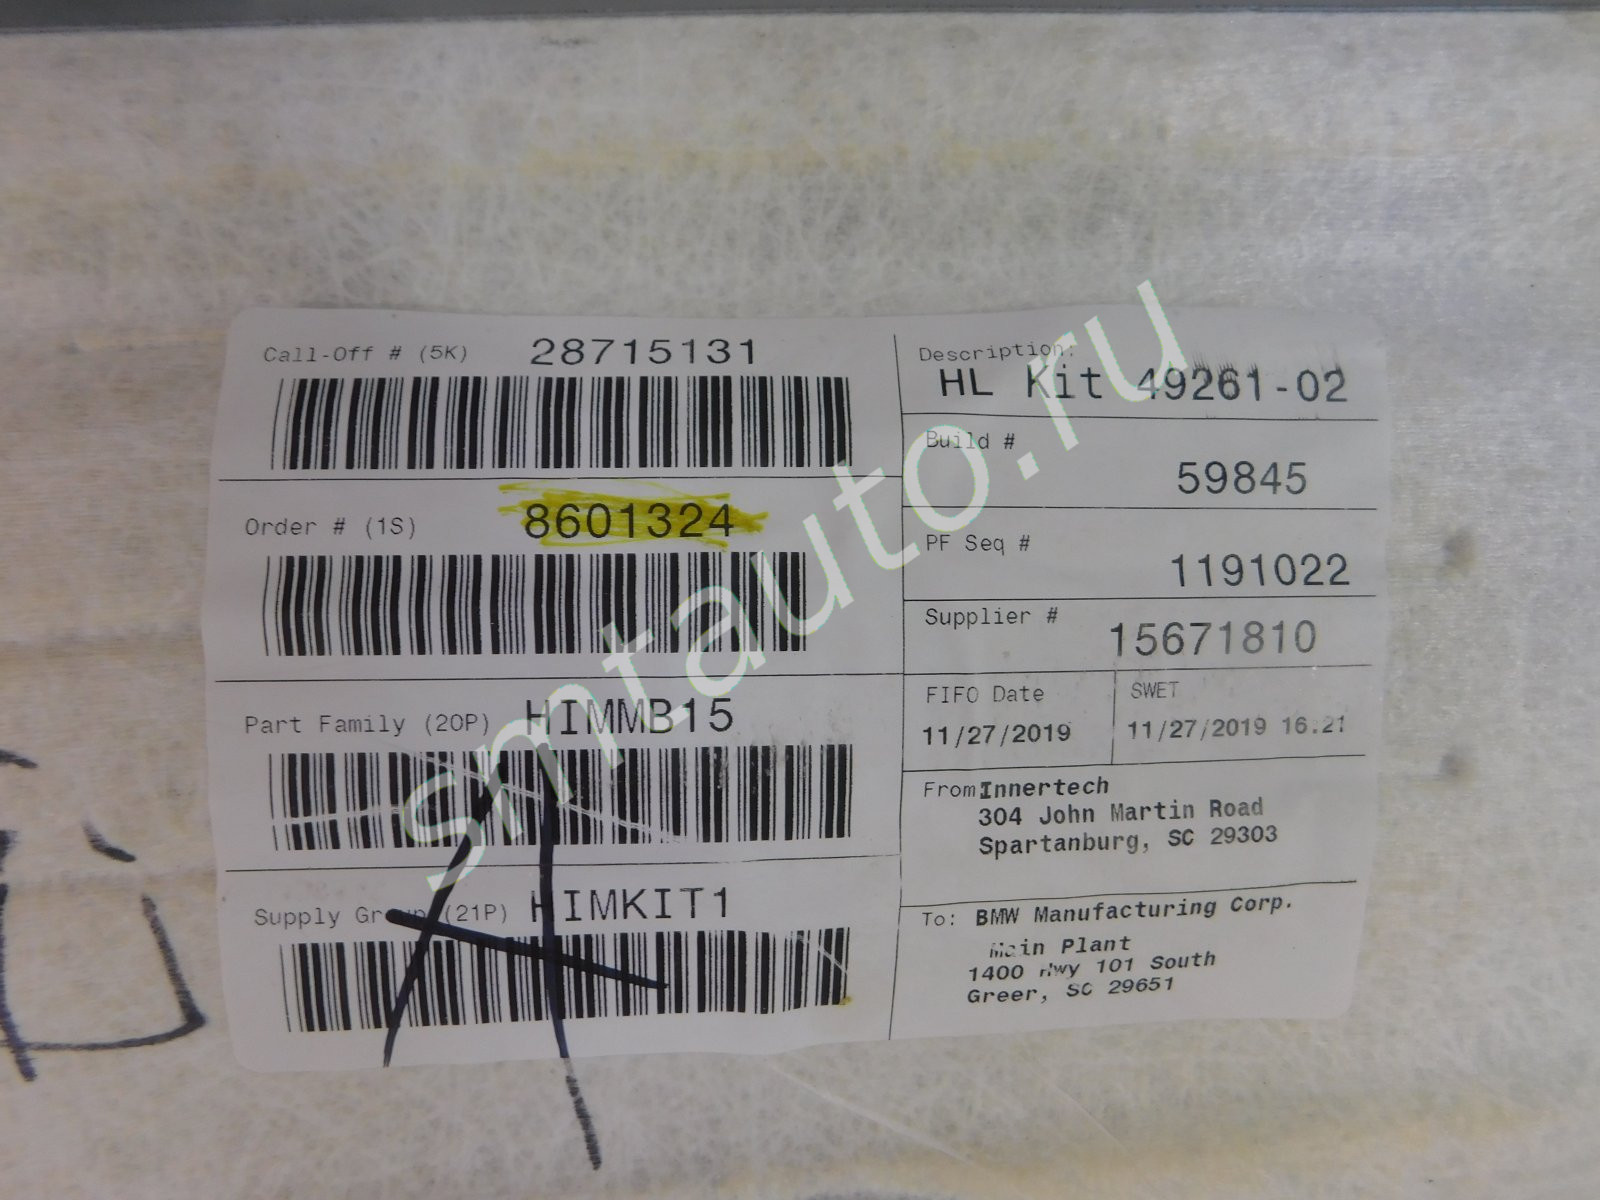 Call-Off # (5K) 28715131
Order # (1S) 8601324
Part Family (20P) HIMMB15
Supply Group (21P) HIMKIT1
Description:
HL Kit 49261-02
Build #
59845
PF Seq #
1191022
Supplier #
15671810
FIFO Date
11/27/2019
SWET
11/27/2019 16:21
From Innertech
304 John Martin Road
Spartanburg, SC 29303
To: BMW Manufacturing Corp.
Main Plant
1400 Hwy 101 South
Greer, SC 29651
smtauto.ru